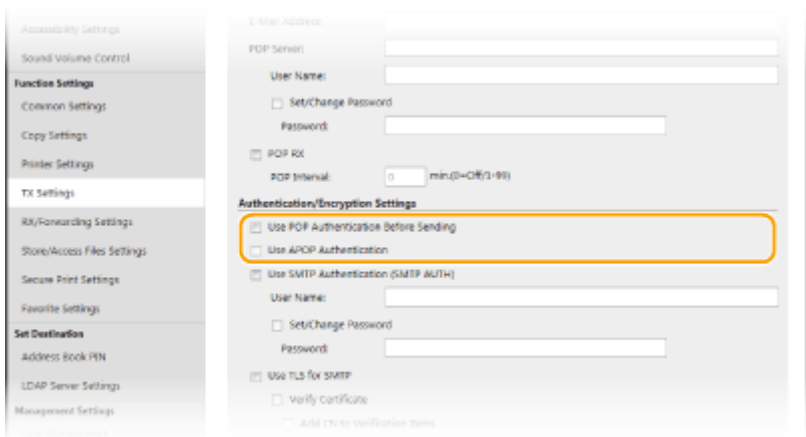 Accessibility Settings
Sound Volume Control
Function Settings
Common Settings
Copy Settings
Printer Settings
TX Settings
RX/Forwarding Settings
Store/Access Files Settings
Secure Print Settings
Favorite Settings
Set Destination
Address Book PIN
LDAP Server Settings
Management Settings
E-Mail Address:
POP Server:
User Name:
Set/Change Password
Password:
POP RX
POP Interval: 0 min.(0=Off/1-99)
Authentication/Encryption Settings
Use POP Authentication Before Sending
Use APOP Authentication
Use SMTP Authentication (SMTP AUTH)
User Name:
Set/Change Password
Password:
Use TLS for SMTP
Verify Certificate
Add CN to Verification Items